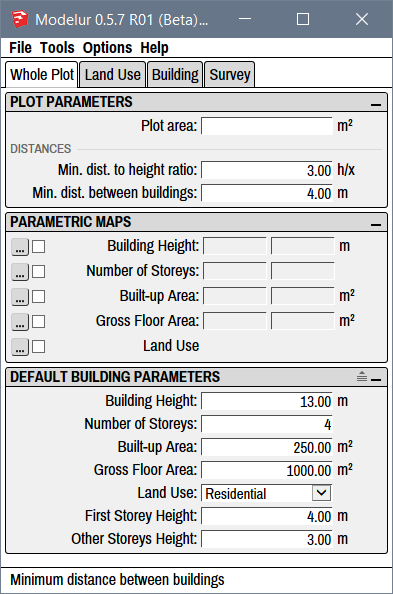 Modelur 0.5.7 R01 (Beta)...
File Tools Options Help
Whole Plot Land Use Building Survey
PLOT PARAMETERS
Plot area: m²
DISTANCES
Min. dist. to height ratio: 3.00 h/x
Min. dist. between buildings: 4.00 m
PARAMETRIC MAPS
... Building Height: m
... Number of Storeys:
... Built-up Area: m²
... Gross Floor Area: m²
... Land Use
DEFAULT BUILDING PARAMETERS
Building Height: 13.00 m
Number of Storeys: 4
Built-up Area: 250.00 m²
Gross Floor Area: 1000.00 m²
Land Use: Residential
First Storey Height: 4.00 m
Other Storeys Height: 3.00 m
Minimum distance between buildings